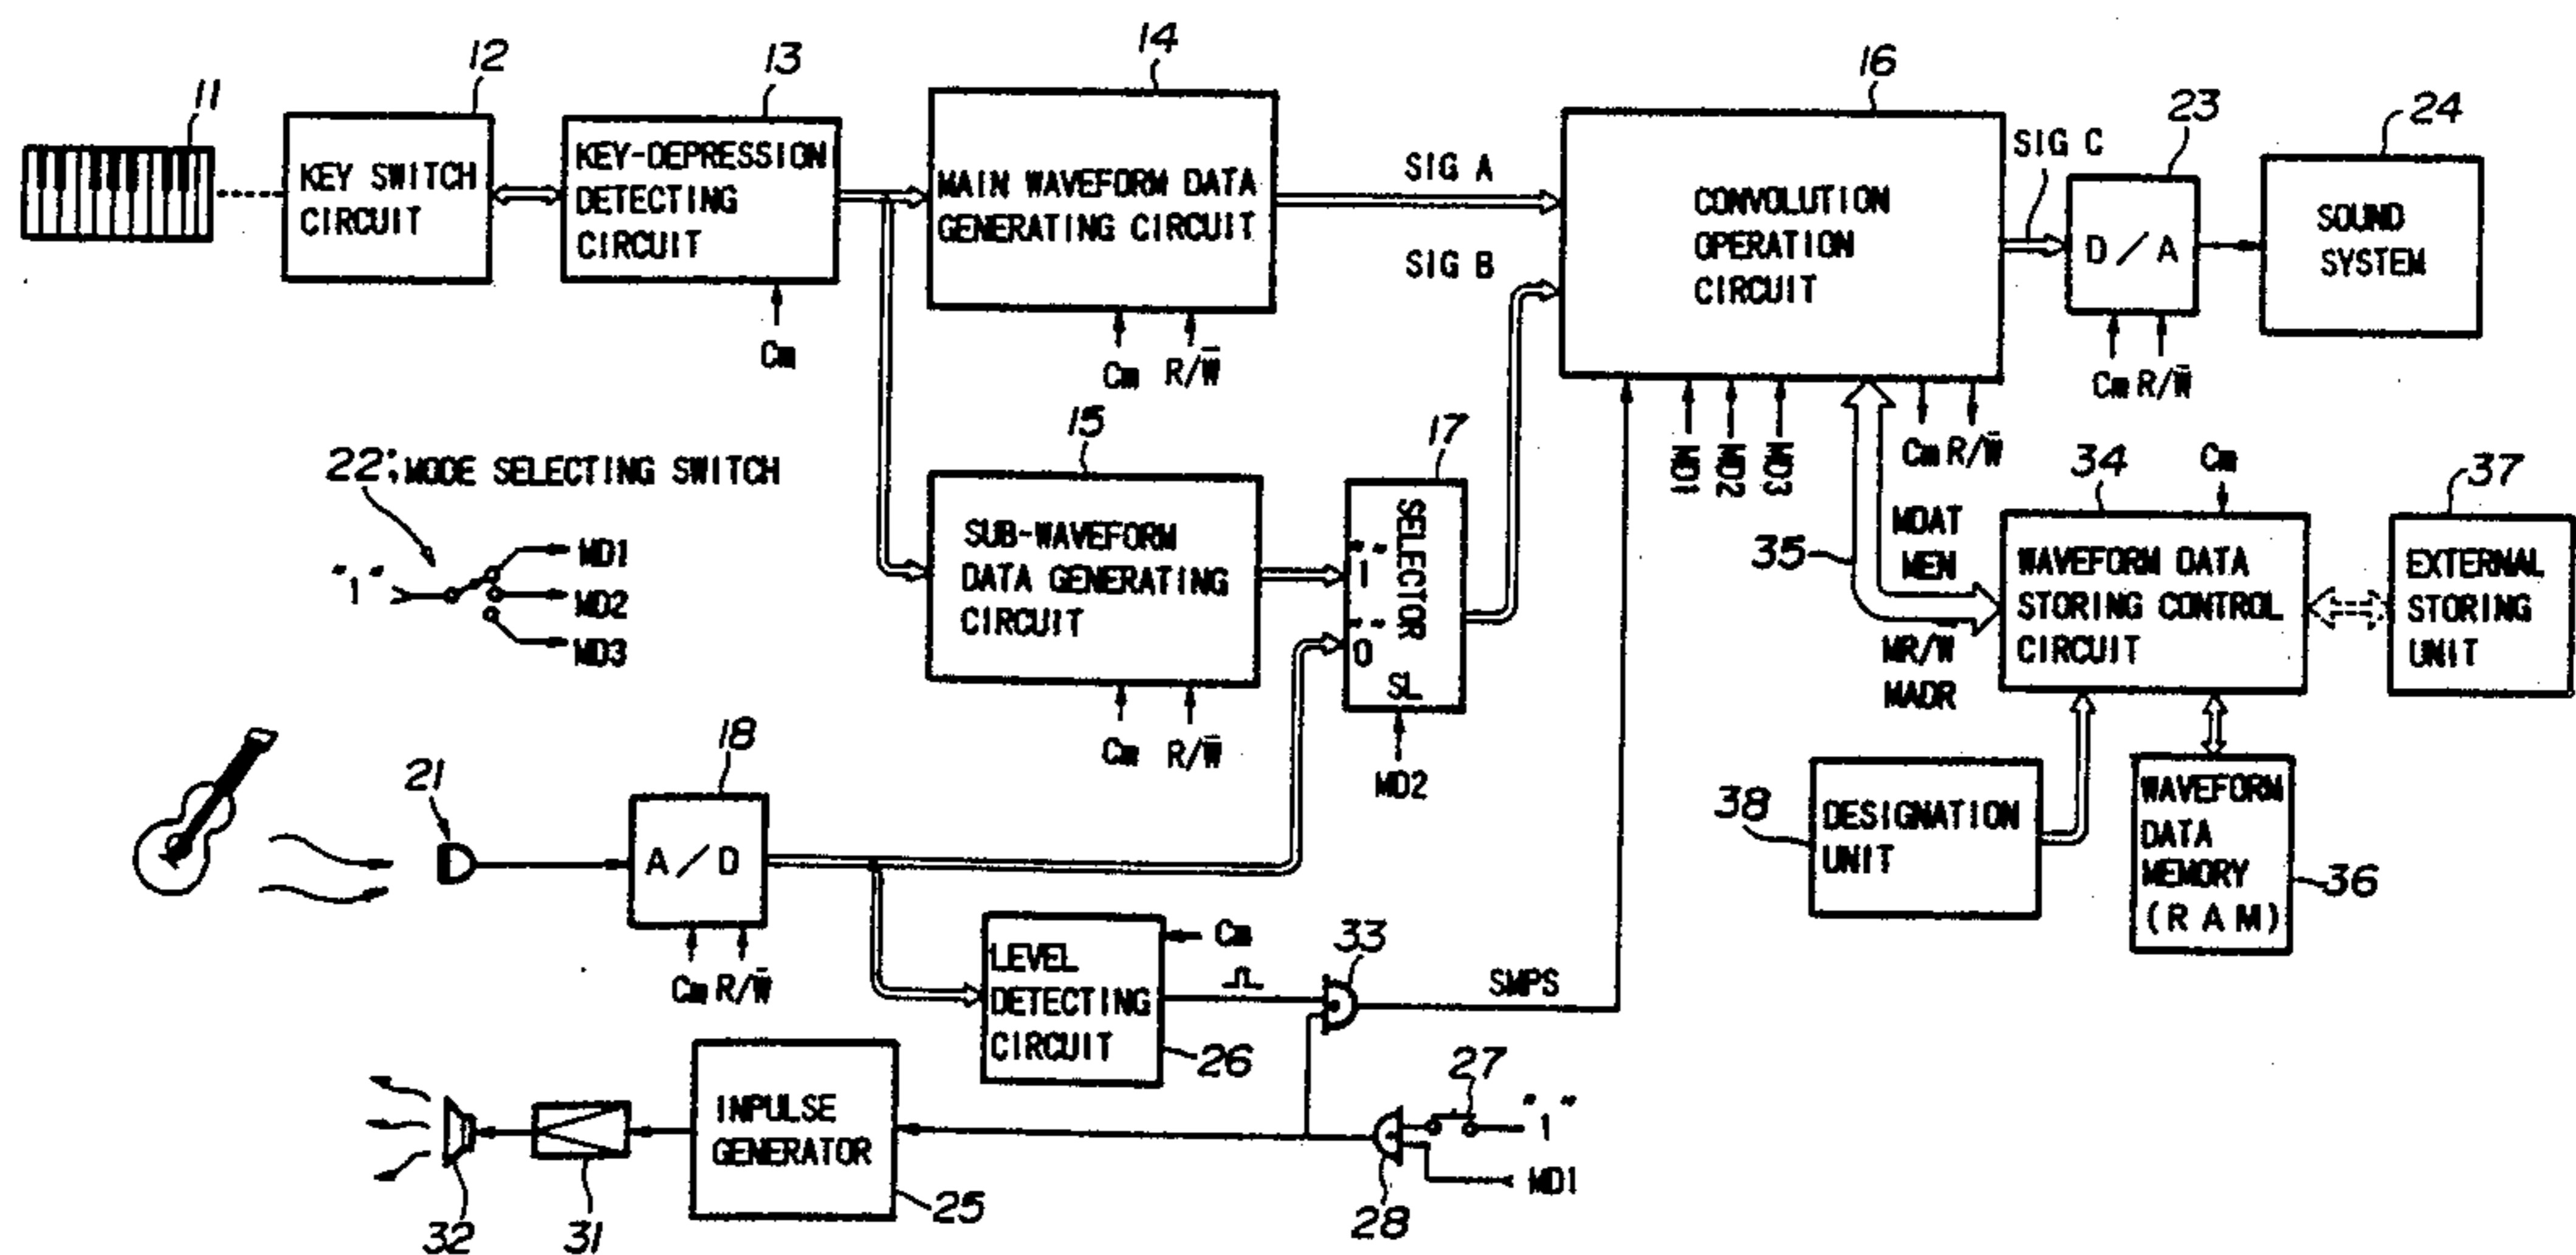 11
12
13
14
16
23
24
KEY SWITCH
CIRCUIT
KEY-DEPRESSION
DETECTING
CIRCUIT
Cm
MAIN WAVEFORM DATA
GENERATING CIRCUIT
Cm R/W̅
SIG A
SIG B
CONVOLUTION
OPERATION
CIRCUIT
SIG C
D/A
Cm R/W̅
SOUND
SYSTEM
MD1
MD2
MD3
Cm R/W̅
22; MODE SELECTING SWITCH
"1"
MD1
MD2
MD3
15
SUB-WAVEFORM
DATA GENERATING
CIRCUIT
Cm R/W̅
17
SELECTOR
"1"
"0"
SL
MD2
35
MDAT
MEN
MR/W̅
MADR
34
Cm
WAVEFORM DATA
STORING CONTROL
CIRCUIT
37
EXTERNAL
STORING
UNIT
38
DESIGNATION
UNIT
WAVEFORM
DATA
MEMORY
(RAM)
36
21
18
A/D
Cm R/W̅
LEVEL
DETECTING
CIRCUIT
26
Cm
33
SMPS
INPULSE
GENERATOR
25
27
"1"
MD1
28
31
32